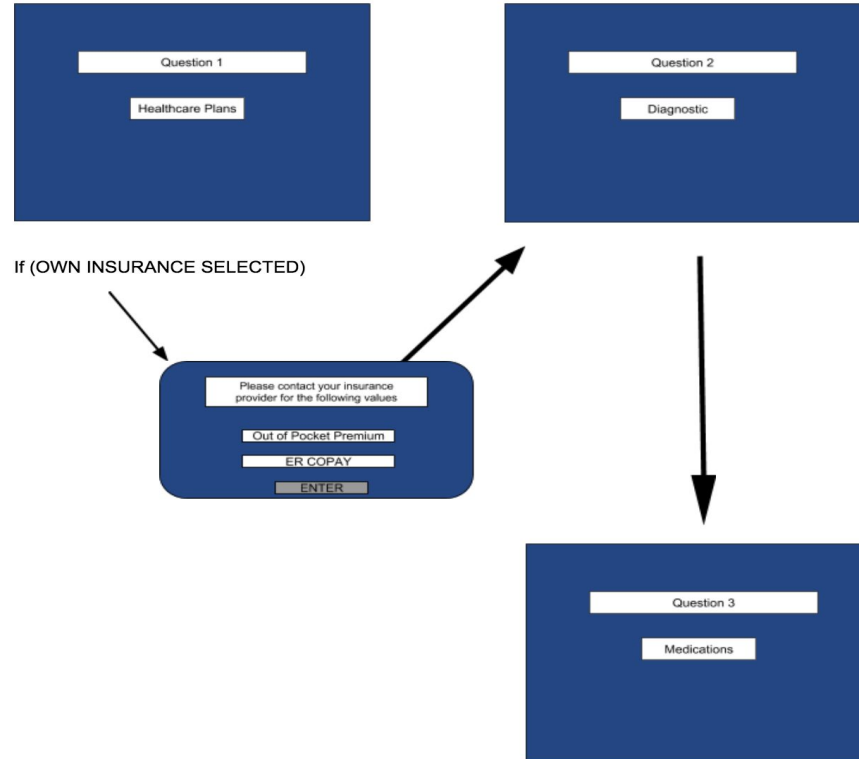 Question 1
Healthcare Plans
Question 2
Diagnostic
If (OWN INSURANCE SELECTED)
Please contact your insurance
provider for the following values
Out of Pocket Premium
ER COPAY
ENTER
Question 3
Medications